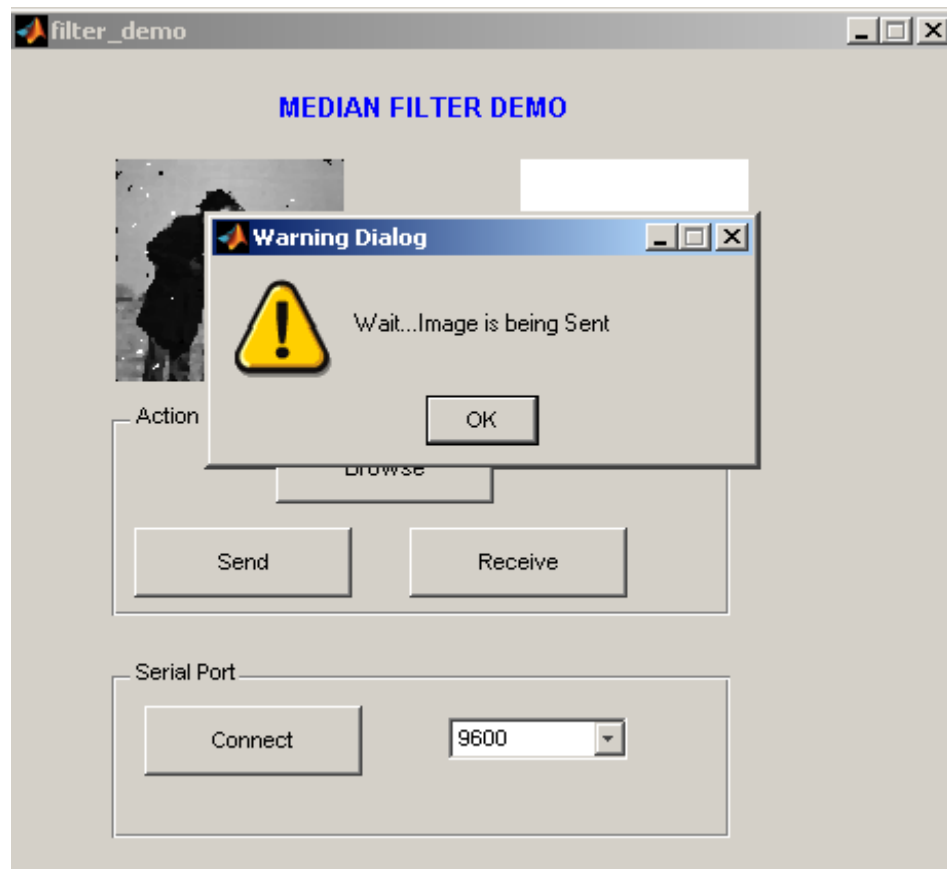 filter_demo
MEDIAN FILTER DEMO
Warning Dialog
Wait...Image is being Sent
OK
Action
Browse
Send
Receive
Serial Port
Connect
9600